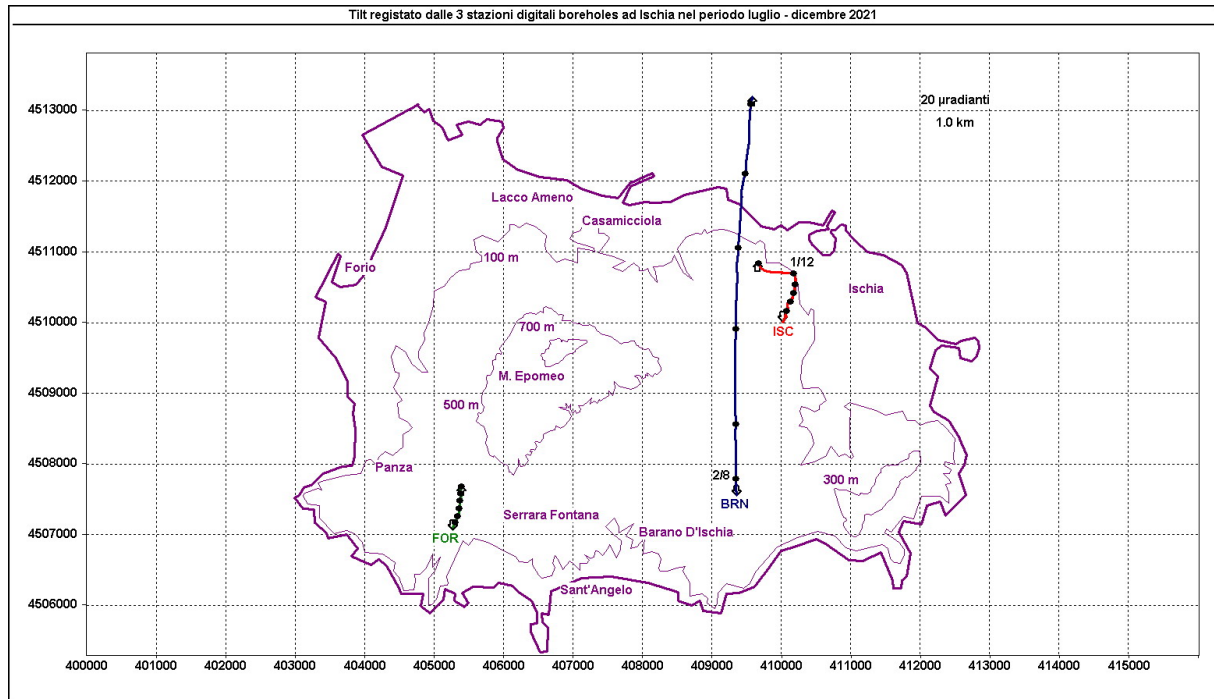 Tilt registato dalle 3 stazioni digitali boreholes ad Ischia nel periodo luglio - dicembre 2021
20 µradianti
1.0 km
4513000
4512000
4511000
4510000
4509000
4508000
4507000
4506000
Lacco Ameno
Casamicciola
100 m
1/12
Forio
Ischia
700 m
ISC
M. Epomeo
500 m
Panza
2/8
300 m
BRN
Serrara Fontana
FOR
Barano D'Ischia
Sant'Angelo
400000 401000 402000 403000 404000 405000 406000 407000 408000 409000 410000 411000 412000 413000 414000 415000